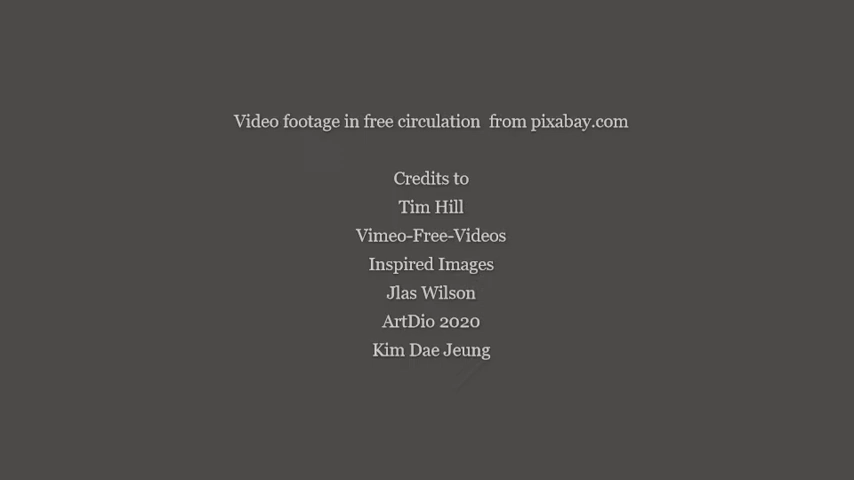 Video footage in free circulation  from pixabay.com
Credits to
Tim Hill
Vimeo-Free-Videos
Inspired Images
Jlas Wilson
ArtDio 2020
Kim Dae Jeung